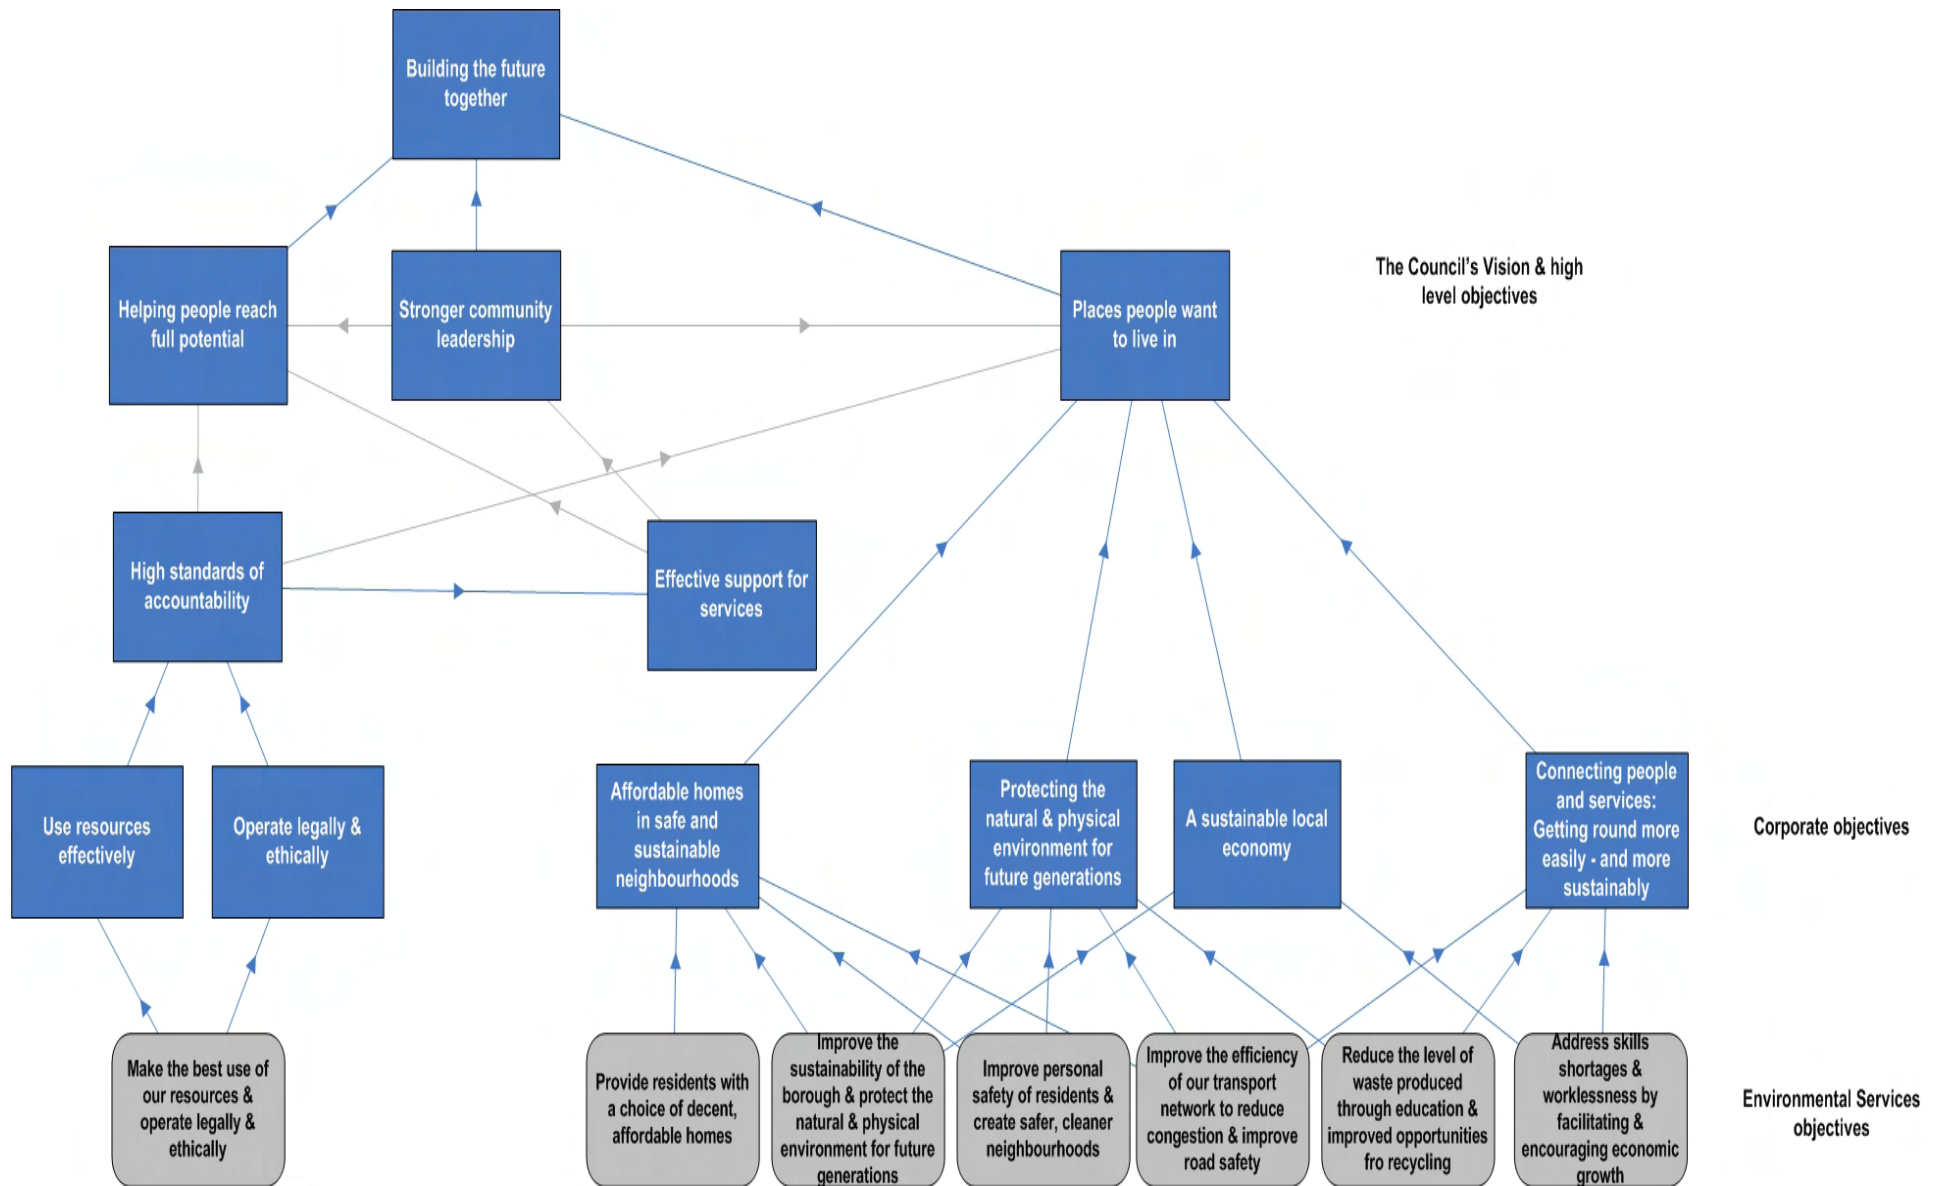 Building the future
together
Helping people reach
full potential
Stronger community
leadership
Places people want
to live in
The Council's Vision & high
level objectives
High standards of
accountability
Effective support for
services
Use resources
effectively
Operate legally &
ethically
Affordable homes
in safe and
sustainable
neighbourhoods
Protecting the
natural & physical
environment for
future generations
A sustainable local
economy
Connecting people
and services:
Getting round more
easily - and more
sustainably
Corporate objectives
Make the best use of
our resources &
operate legally &
ethically
Provide residents with
a choice of decent,
affordable homes
Improve the
sustainability of the
borough & protect the
natural & physical
environment for future
generations
Improve personal
safety of residents &
create safer, cleaner
neighbourhoods
Improve the efficiency
of our transport
network to reduce
congestion & improve
road safety
Reduce the level of
waste produced
through education &
improved opportunities
fro recycling
Address skills
shortages &
worklessness by
facilitating &
encouraging economic
growth
Environmental Services
objectives